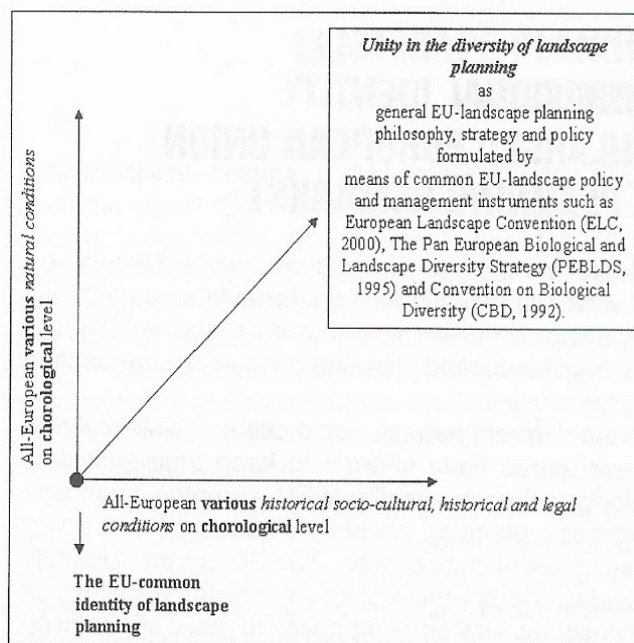 Unity in the diversity of landscape
planning
as
general EU-landscape planning
philosophy, strategy and policy
formulated by
means of common EU-landscape policy
and management instruments such as
European Landscape Convention (ELC,
2000), The Pan European Biological and
Landscape Diversity Strategy (PEBLDS,
1995) and Convention on Biological
Diversity (CBD, 1992).
All-European various natural conditions
on chorological level
All-European various historical socio-cultural, historical and legal
conditions on chorological level
The EU-common
identity of landscape
planning